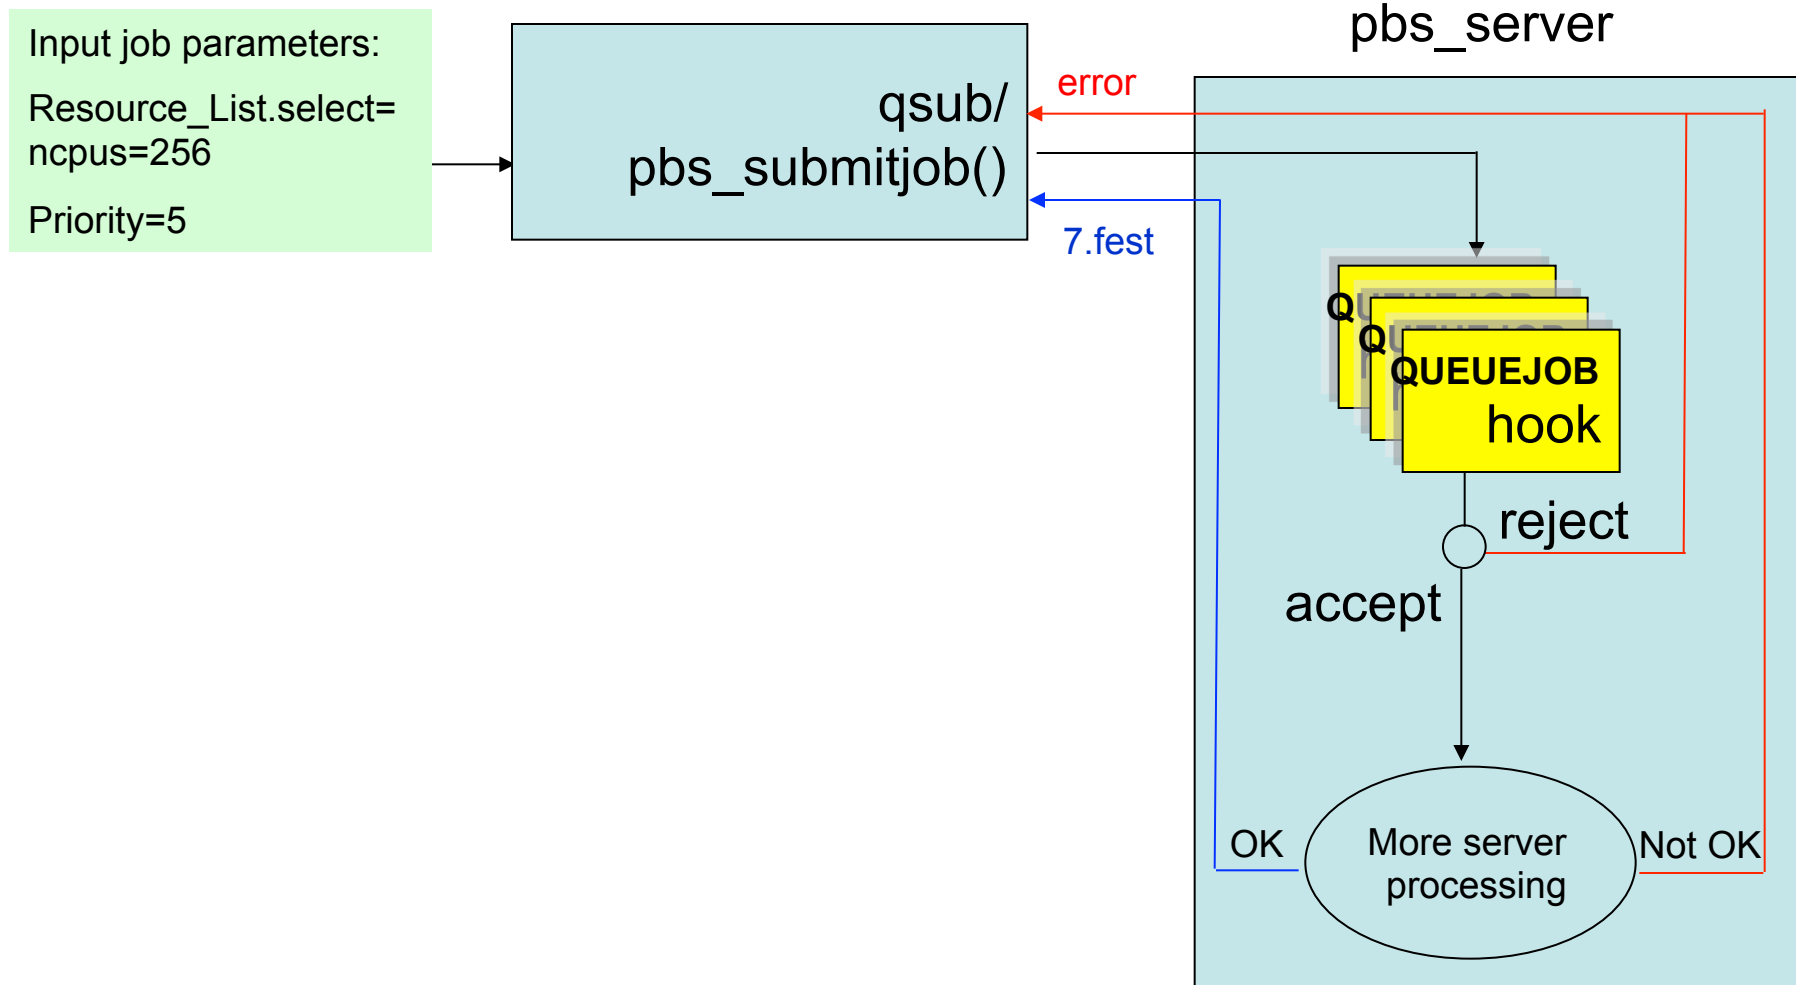 Input job parameters:
Resource_List.select=
ncpus=256
Priority=5
qsub/
pbs_submitjob()
pbs_server
error
7.fest
QUEUEJOB
hook
reject
accept
OK
More server
processing
Not OK